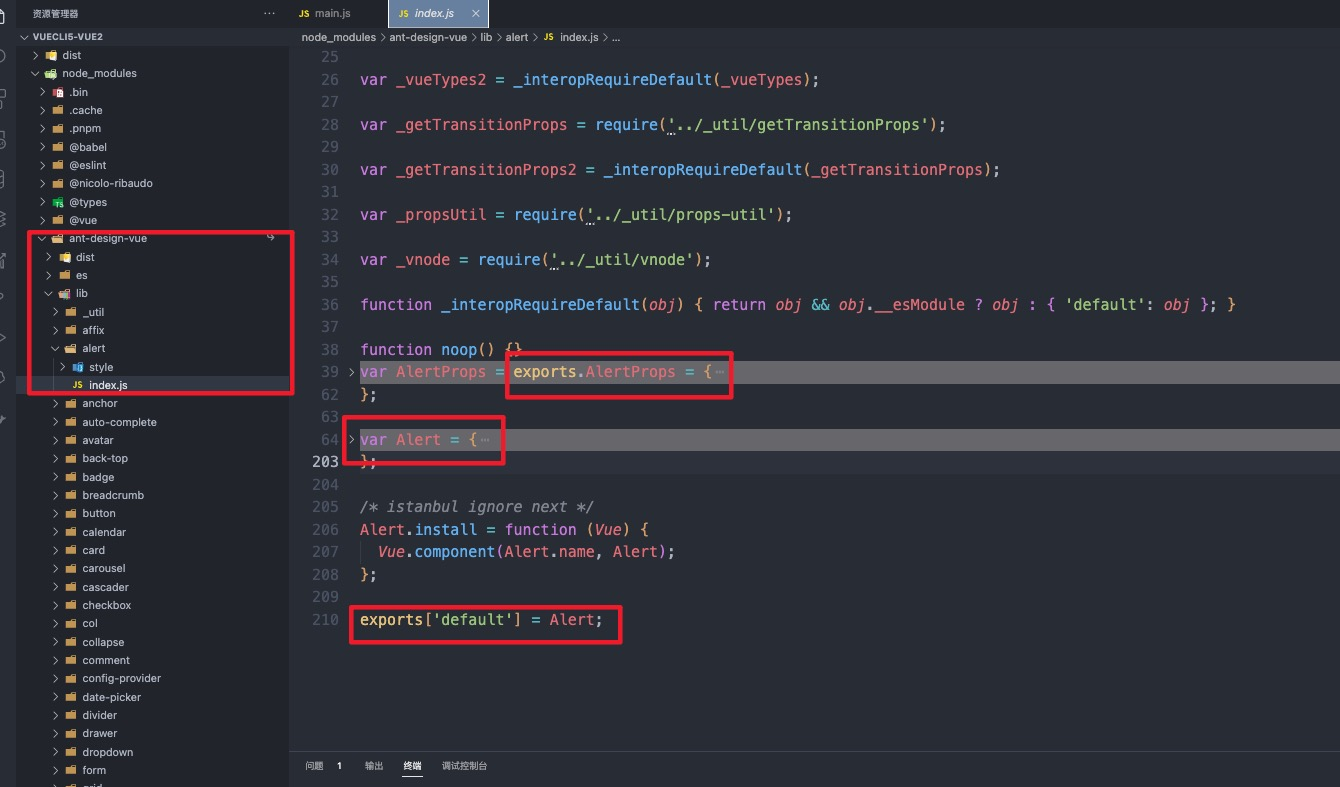 资源管理器
···
VUECLI5-VUE2
dist
node_modules
.bin
.cache
.pnpm
@babel
@eslint
@nicolo-ribaudo
@types
@vue
ant-design-vue
dist
es
lib
_util
affix
alert
style
JS index.js
anchor
auto-complete
avatar
back-top
badge
breadcrumb
button
calendar
card
carousel
cascader
checkbox
col
collapse
comment
config-provider
date-picker
divider
drawer
dropdown
form
JS main.js
JS index.js ×
node_modules > ant-design-vue > lib > alert > JS index.js > ...
25
26 var _vueTypes2 = _interopRequireDefault(_vueTypes);
27
28 var _getTransitionProps = require('../_util/getTransitionProps');
29
30 var _getTransitionProps2 = _interopRequireDefault(_getTransitionProps);
31
32 var _propsUtil = require('../_util/props-util');
33
34 var _vnode = require('../_util/vnode');
35
36 function _interopRequireDefault(obj) { return obj && obj.__esModule ? obj : { 'default': obj }; }
37
38 function noop() {}
39 var AlertProps = exports.AlertProps = {···
62 };
63
64 var Alert = {···
203 };
204
205 /* istanbul ignore next */
206 Alert.install = function (Vue) {
207 Vue.component(Alert.name, Alert);
208 };
209
210 exports['default'] = Alert;
问题 1 输出 终端 调试控制台